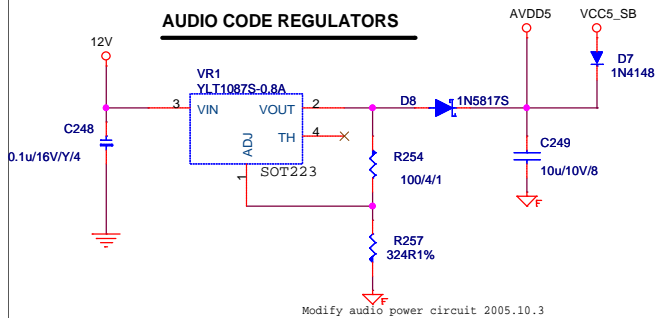 AUDIO CODE REGULATORS
AVDD5
VCC5_SB
12V
VR1
YLT1087S-0.8A
D7
1N4148
3
VIN
VOUT
2
D8
1N5817S
C248
0.1u/16V/Y/4
ADJ
TH
4
1
SOT223
R254
100/4/1
C249
10u/10V/8
F
R257
324R1%
F
Modify audio power circuit 2005.10.3